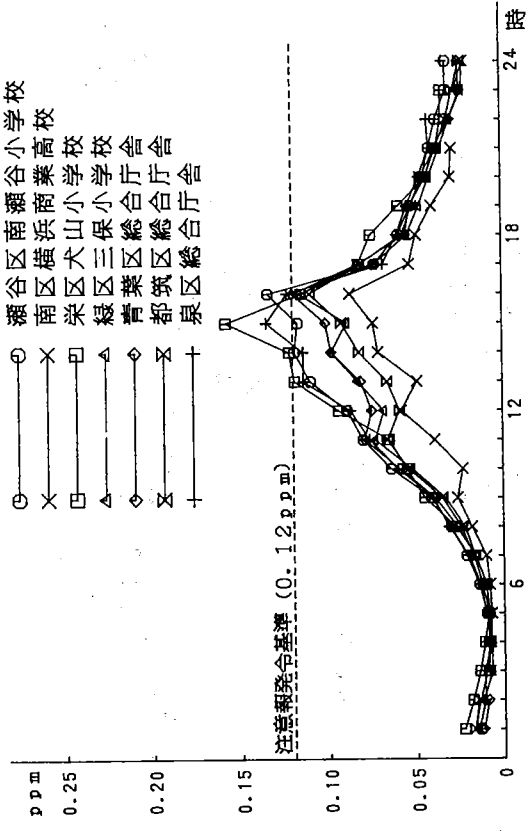 ppm
0.25
0.20
0.15
0.10
0.05
0
6
12
18
24
時
注意報発令基準(0.12ppm)
瀬谷区南瀬谷小学校
南区横浜商業高校
栄区犬山小学校
緑区三保小学校
青葉区総合庁舎
都筑区総合庁舎
泉区総合庁舎